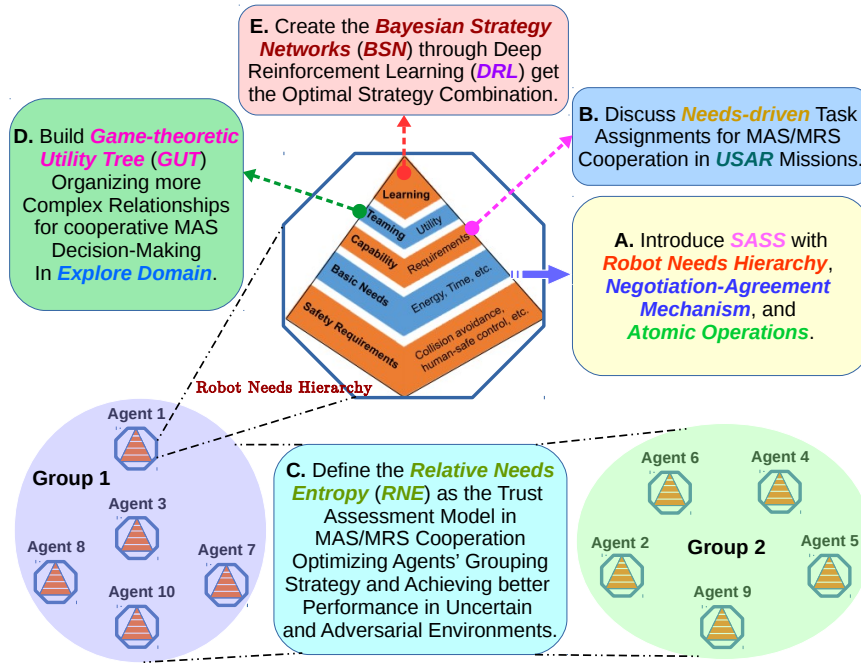 E. Create the Bayesian Strategy
Networks (BSN) through Deep
Reinforcement Learning (DRL) get
the Optimal Strategy Combination.
D. Build Game-theoretic
Utility Tree (GUT)
Organizing more
Complex Relationships
for cooperative MAS
Decision-Making
In Explore Domain.
B. Discuss Needs-driven Task
Assignments for MAS/MRS
Cooperation in USAR Missions.
A. Introduce SASS with
Robot Needs Hierarchy,
Negotiation-Agreement
Mechanism, and
Atomic Operations.
Learning
Teaming
Utility
Capability
Requirements
Basic Needs
Energy, Time, etc.
Safety Requirements
Collision avoidance,
human-safe control, etc.
Robot Needs Hierarchy
Agent 1
Group 1
Agent 3
Agent 8
Agent 7
Agent 10
C. Define the Relative Needs
Entropy (RNE) as the Trust
Assessment Model in
MAS/MRS Cooperation
Optimizing Agents' Grouping
Strategy and Achieving better
Performance in Uncertain
and Adversarial Environments.
Agent 6
Agent 4
Agent 2
Group 2
Agent 5
Agent 9